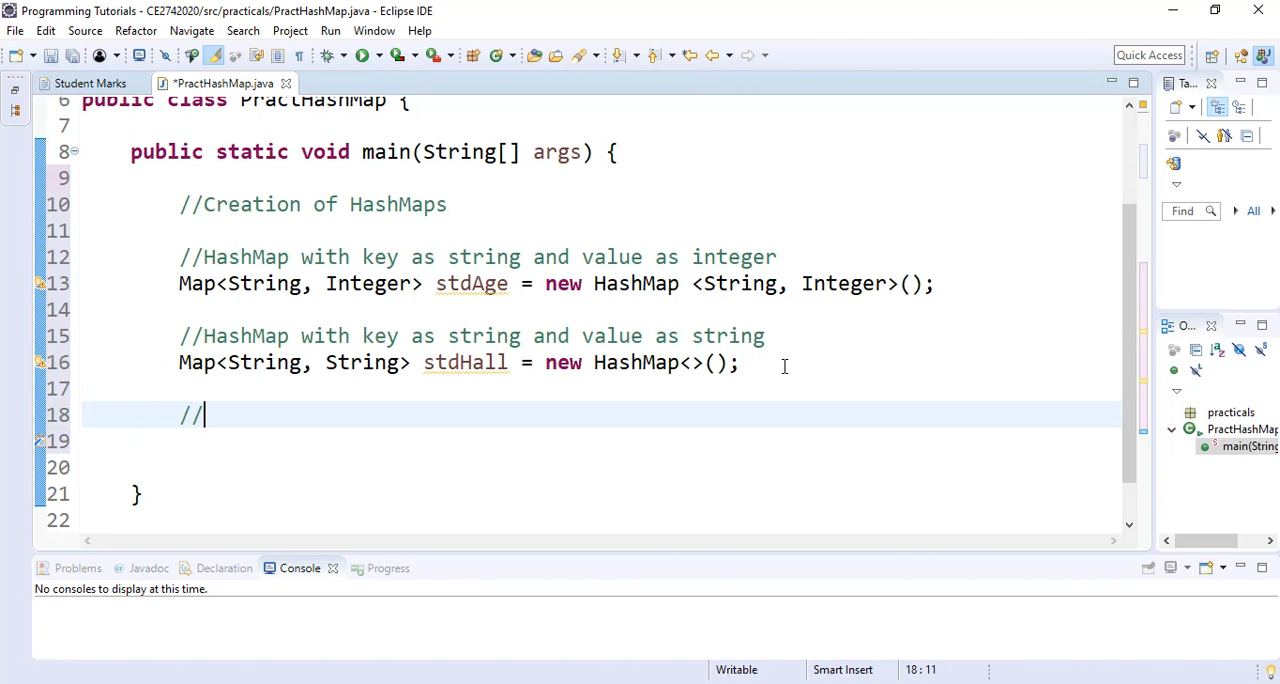 Programming Tutorials - CE2742020/src/practicals/PractHashMap.java - Eclipse IDE
File Edit Source Refactor Navigate Search Project Run Window Help
Quick Access
Student Marks *PractHashMap.java Ta...
6 public class PractHashMap {
7
8 public static void main(String[] args) {
9
10 //Creation of HashMaps
11
12 //HashMap with key as string and value as integer
13 Map<String, Integer> stdAge = new HashMap <String, Integer>();
14
15 //HashMap with key as string and value as string
16 Map<String, String> stdHall = new HashMap<>();
17
18 //
19
20
21 }
22
Find All
O...
practicals
PractHashMap
main(String
Problems @ Javadoc Declaration Console Progress
No consoles to display at this time.
Writable Smart Insert 18 : 11